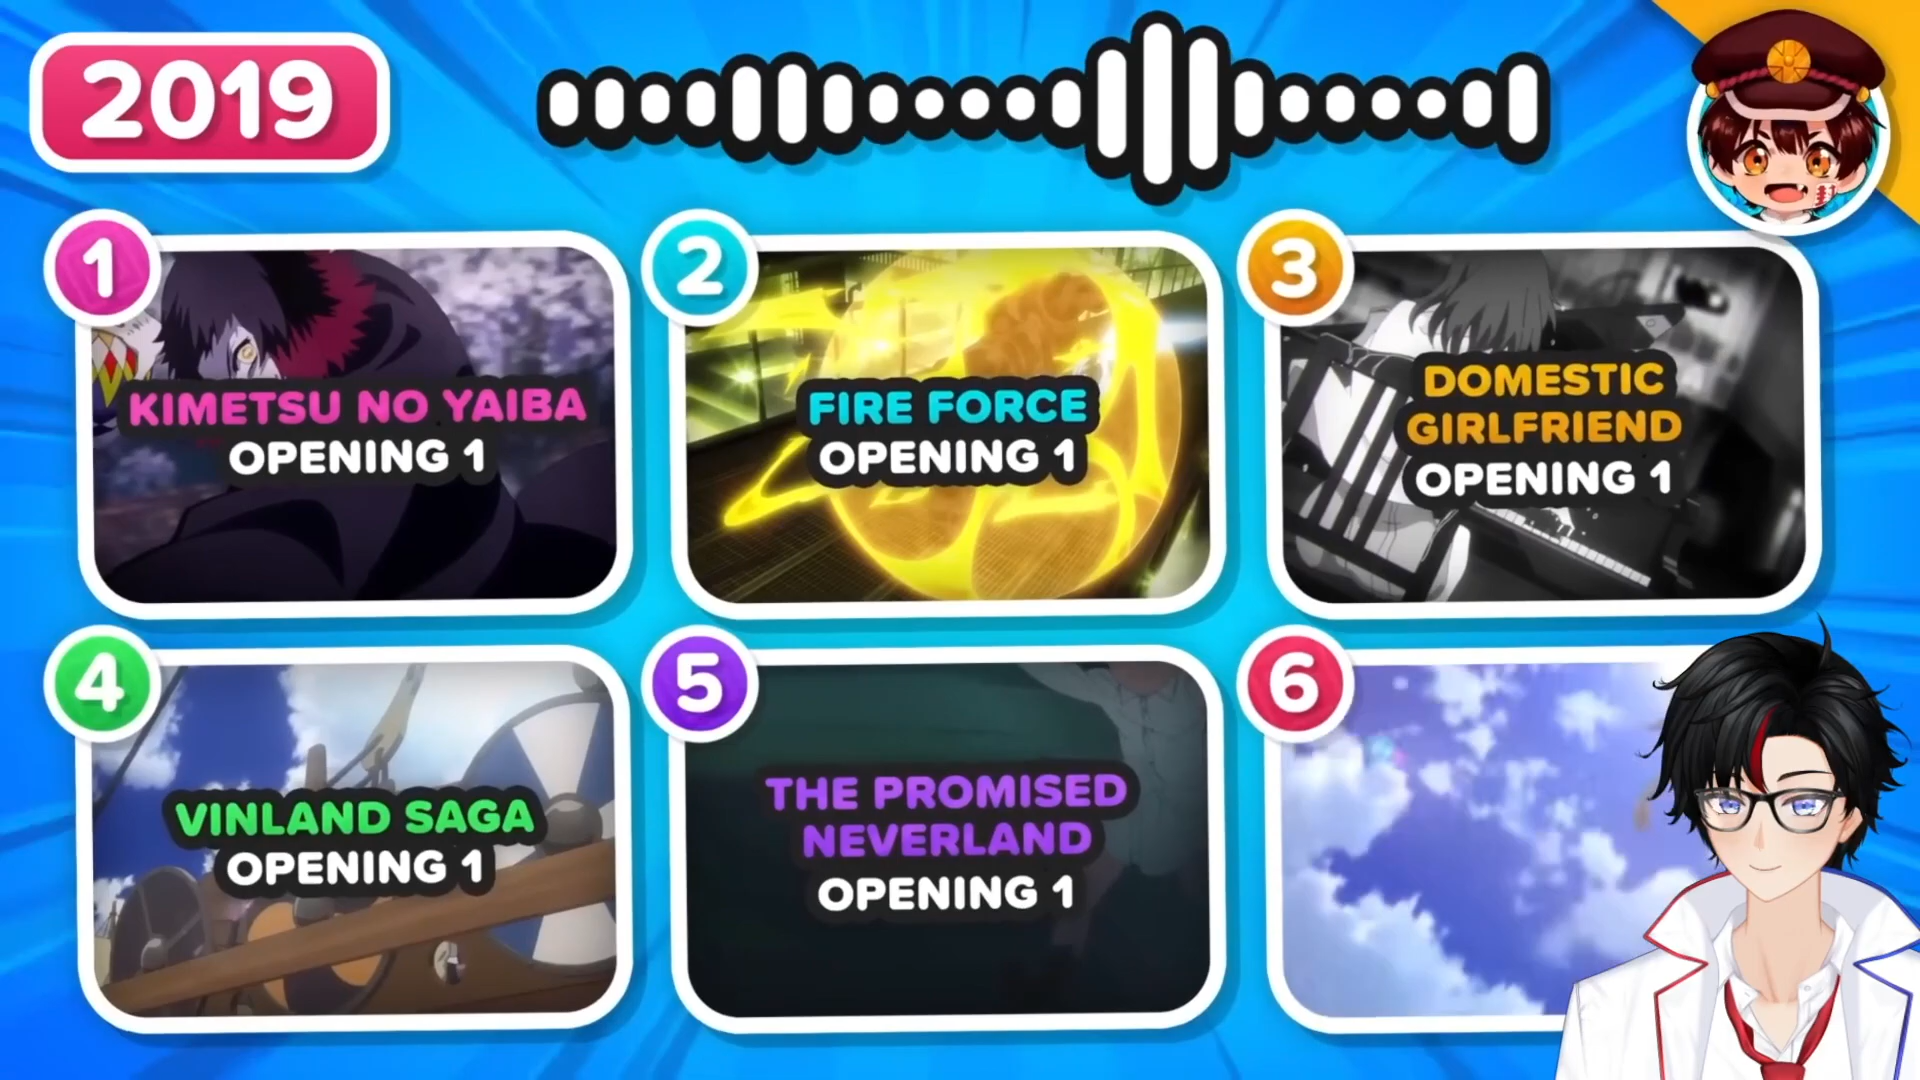 2019
1
KIMETSU NO YAIBA
OPENING 1
2
FIRE FORCE
OPENING 1
3
DOMESTIC
GIRLFRIEND
OPENING 1
4
VINLAND SAGA
OPENING 1
5
THE PROMISED
NEVERLAND
OPENING 1
6